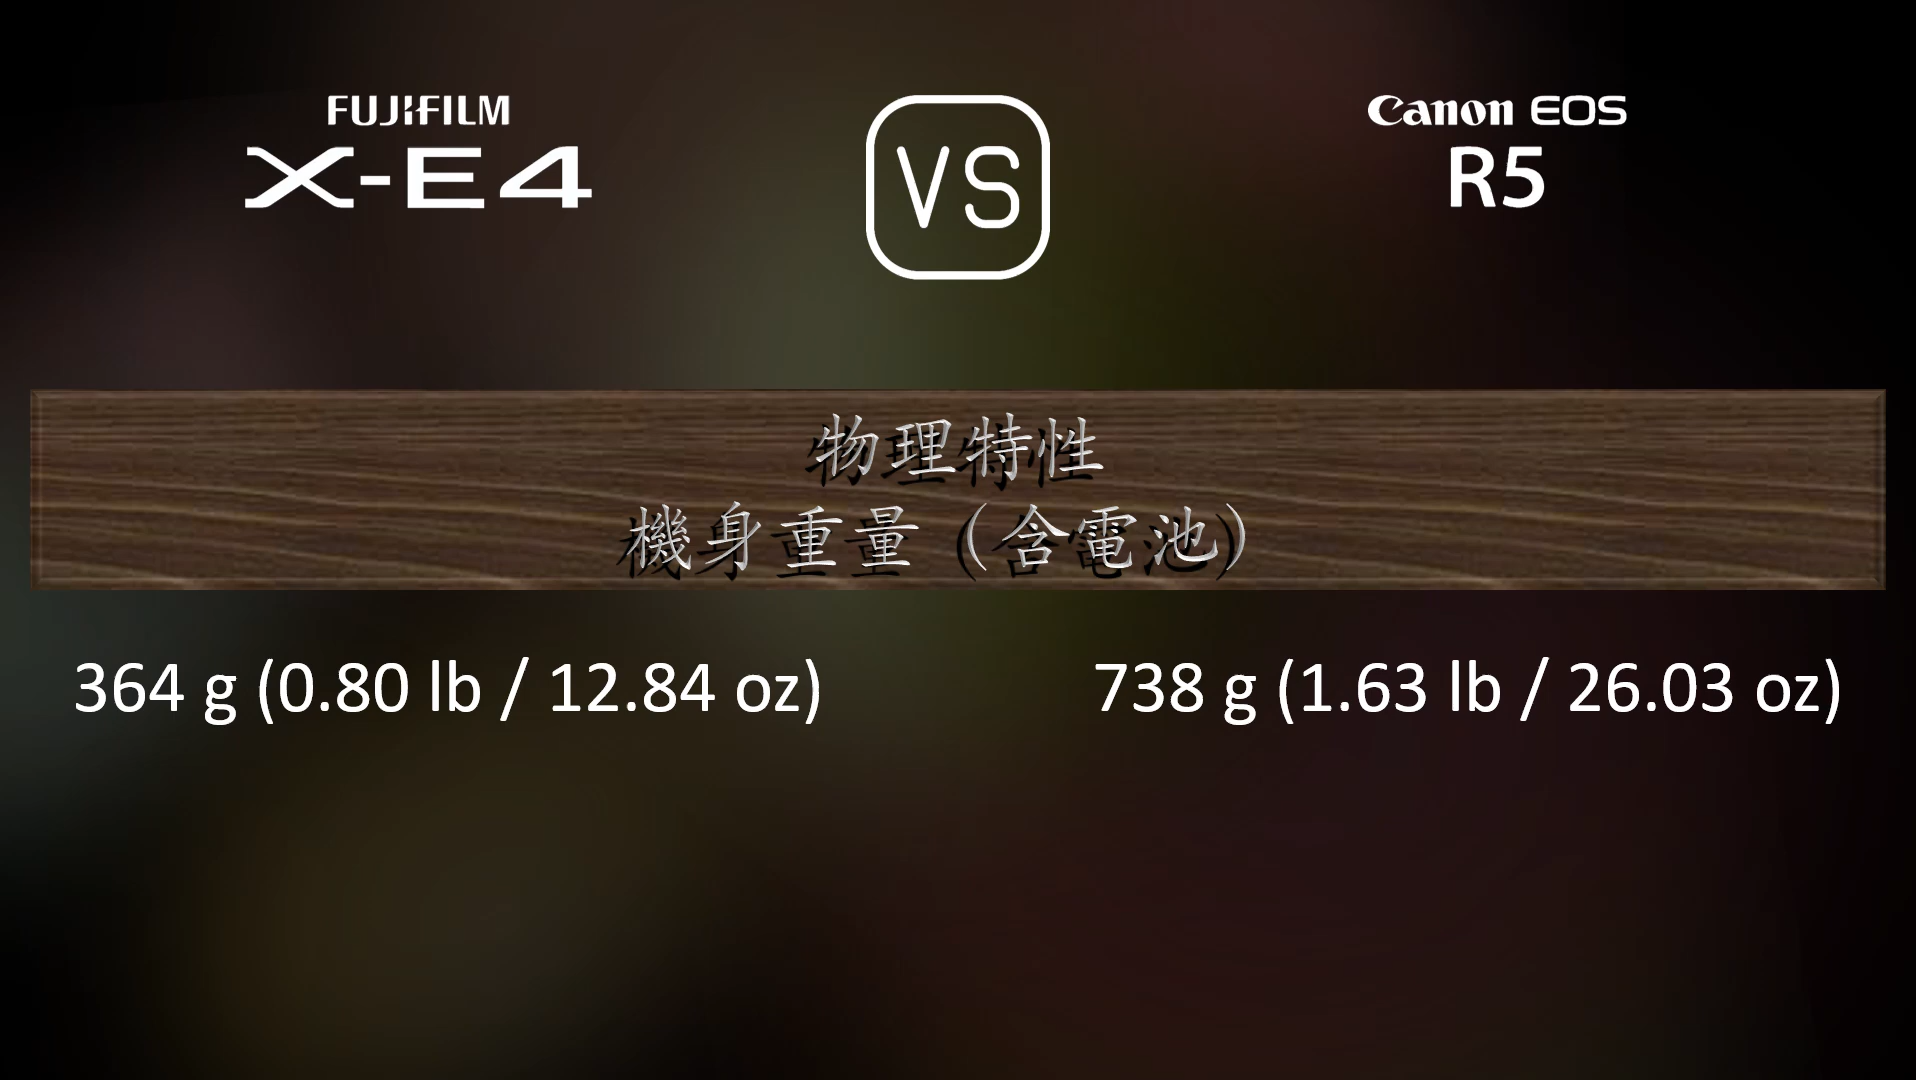 FUJIFILM
X-E4
VS
Canon EOS
R5
物理特性
機身重量（含電池）
364 g (0.80 lb / 12.84 oz)
738 g (1.63 lb / 26.03 oz)